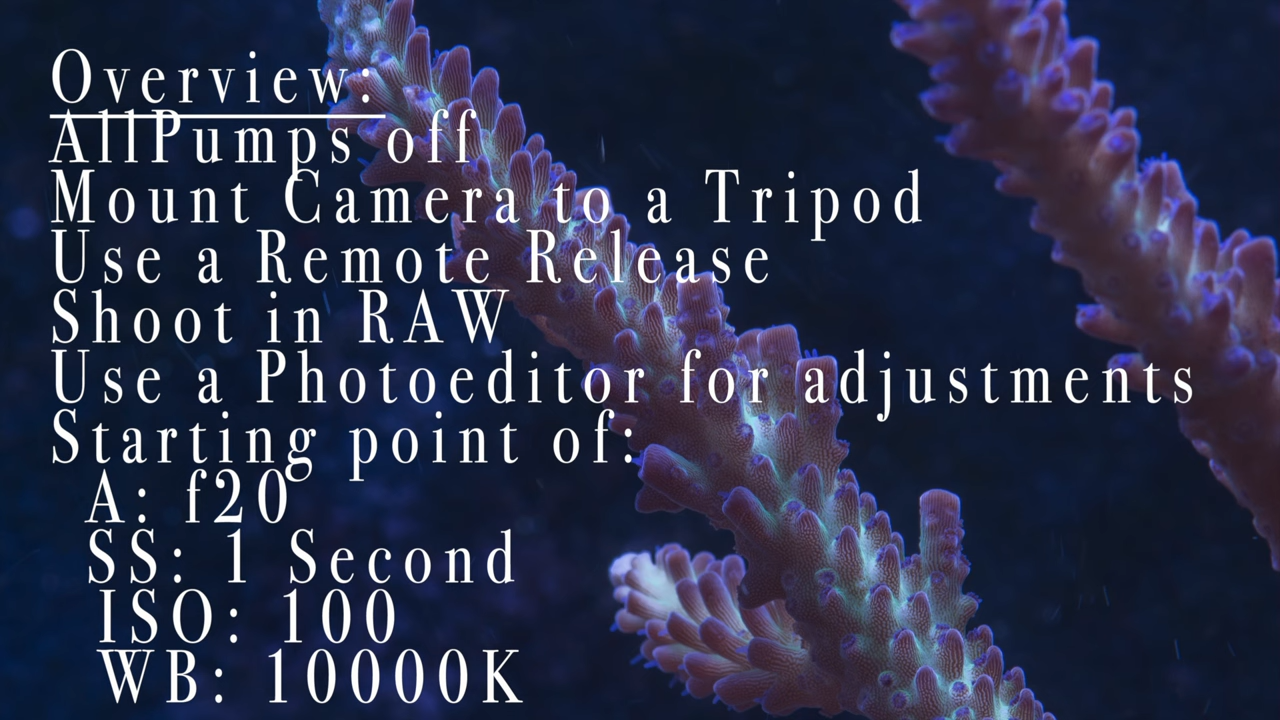 Overview:
AllPumps off
Mount Camera to a Tripod
Use a Remote Release
Shoot in RAW
Use a Photoeditor for adjustments
Starting point of:
A: f20
SS: 1 Second
ISO: 100
WB: 10000K